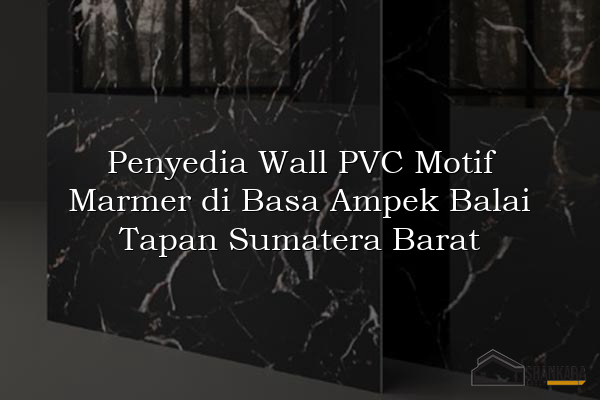 Penyedia Wall PVC Motif
Marmer di Basa Ampek Balai
Tapan Sumatera Barat